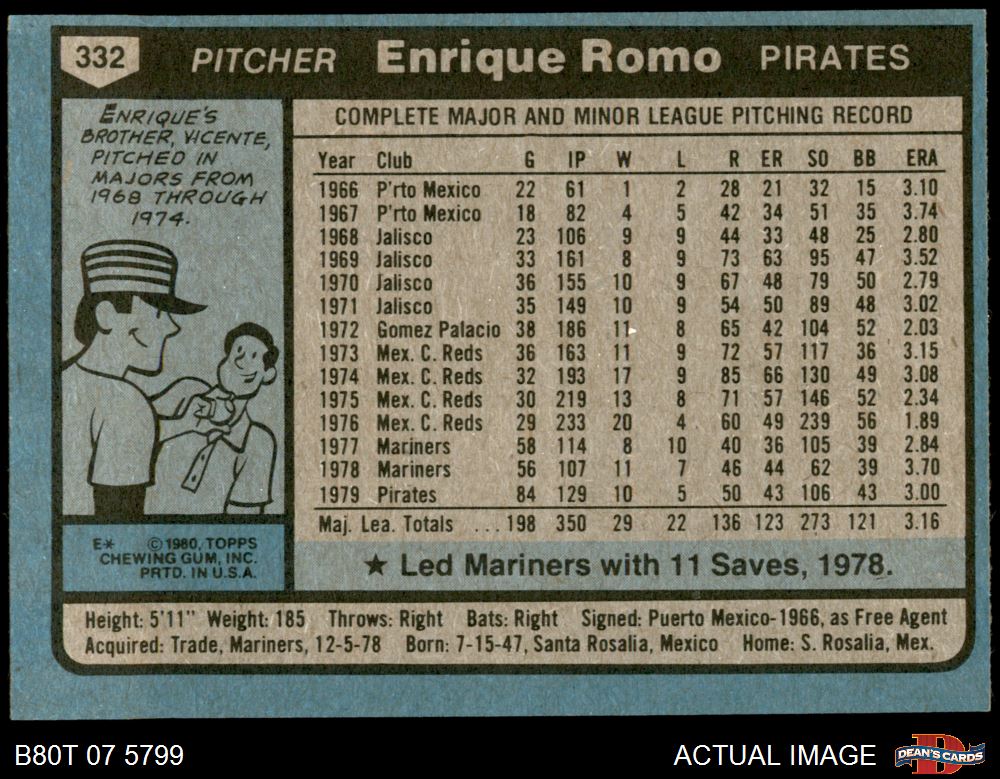 332 PITCHER Enrique Romo PIRATES
ENRIQUE'S
BROTHER, VICENTE,
PITCHED IN
MAJORS FROM
1968 THROUGH
1974.
COMPLETE MAJOR AND MINOR LEAGUE PITCHING RECORD
Year Club G IP W L R ER SO BB ERA
1966 P'rto Mexico 22 61 1 2 28 21 32 15 3.10
1967 P'rto Mexico 18 82 4 5 42 34 51 35 3.74
1968 Jalisco 23 106 9 9 44 33 48 25 2.80
1969 Jalisco 33 161 8 9 73 63 95 47 3.52
1970 Jalisco 36 155 10 9 67 48 79 50 2.79
1971 Jalisco 35 149 10 9 54 50 89 48 3.02
1972 Gomez Palacio 38 186 11 8 65 42 104 52 2.03
1973 Mex. C. Reds 36 163 11 9 72 57 117 36 3.15
1974 Mex. C. Reds 32 193 17 9 85 66 130 49 3.08
1975 Mex. C. Reds 30 219 13 8 71 57 146 52 2.34
1976 Mex. C. Reds 29 233 20 4 60 49 239 56 1.89
1977 Mariners 58 114 8 10 40 36 105 39 2.84
1978 Mariners 56 107 11 7 46 44 62 39 3.70
1979 Pirates 84 129 10 5 50 43 106 43 3.00
Maj. Lea. Totals ... 198 350 29 22 136 123 273 121 3.16
★ Led Mariners with 11 Saves, 1978.
E* © 1980, TOPPS
CHEWING GUM, INC.
PRTD. IN U.S.A.
Height: 5'11" Weight: 185 Throws: Right Bats: Right Signed: Puerto Mexico-1966, as Free Agent
Acquired: Trade, Mariners, 12-5-78 Born: 7-15-47, Santa Rosalia, Mexico Home: S. Rosalia, Mex.
B80T 07 5799 ACTUAL IMAGE D DEAN'S CARDS